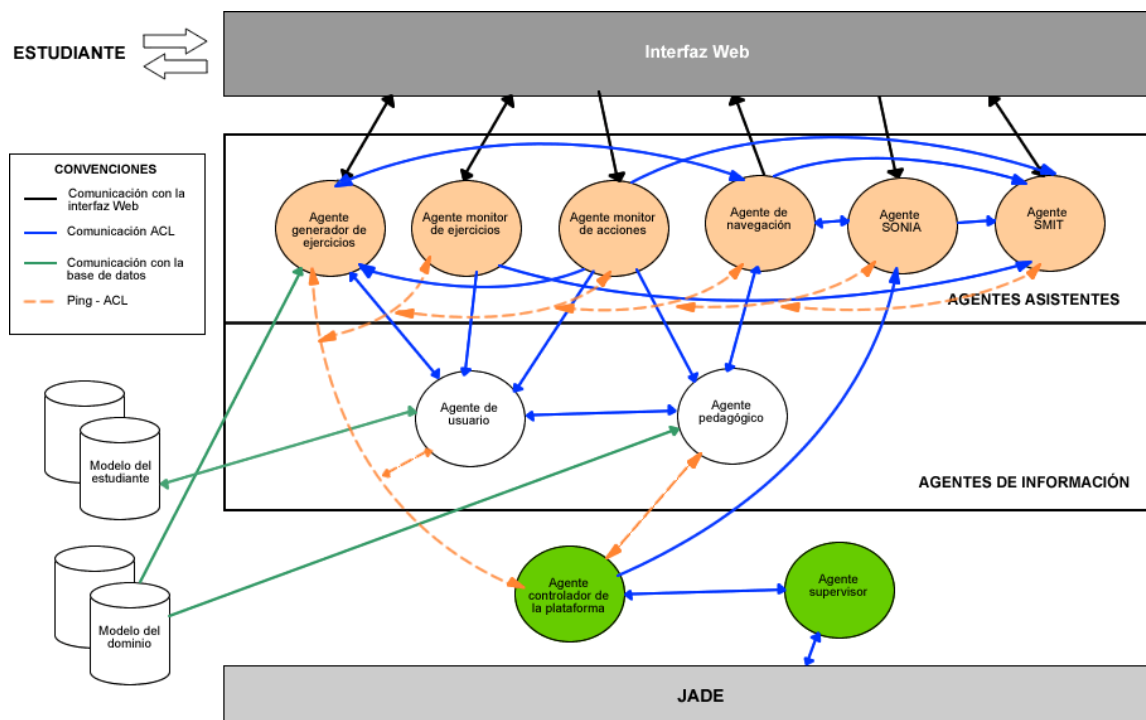 Interfaz Web
ESTUDIANTE
CONVENCIONES
Comunicación con la
interfaz Web
Comunicación ACL
Comunicación con la
base de datos
Ping - ACL
Agente
generador de
ejercicios
Agente monitor
de ejercicios
Agente monitor
de acciones
Agente de
navegación
Agente
SONIA
Agente
SMIT
AGENTES ASISTENTES
Agente de
usuario
Agente
pedagógico
Modelo del
estudiante
AGENTES DE INFORMACIÓN
Agente
controlador de
la plataforma
Agente
supervisor
Modelo del
dominio
JADE